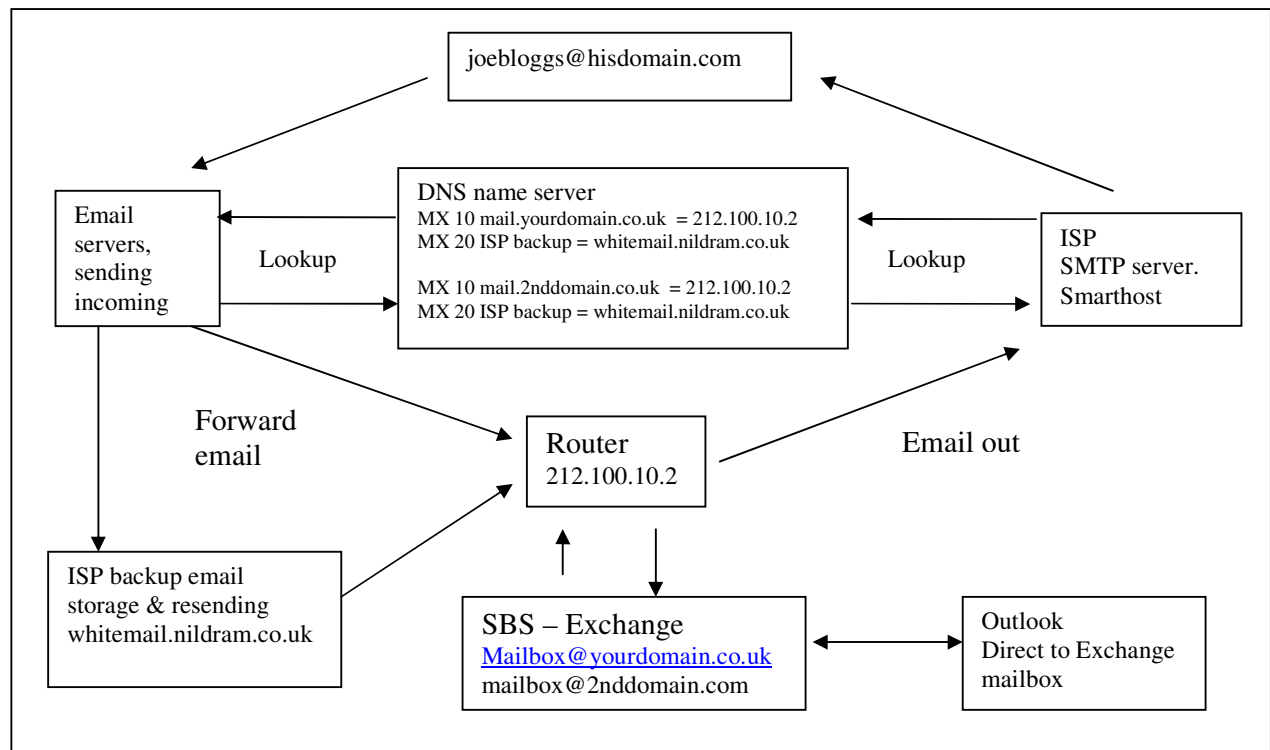 joebloggs@hisdomain.com
Email
servers,
sending
incoming
Lookup
DNS name server
MX 10 mail.yourdomain.co.uk  = 212.100.10.2
MX 20 ISP backup = whitemail.nildram.co.uk
MX 10 mail.2nddomain.co.uk  = 212.100.10.2
MX 20 ISP backup = whitemail.nildram.co.uk
Lookup
ISP
SMTP server.
Smarthost
Forward
email
Router
212.100.10.2
Email out
ISP backup email
storage & resending
whitemail.nildram.co.uk
SBS – Exchange
Mailbox@yourdomain.co.uk
mailbox@2nddomain.com
Outlook
Direct to Exchange
mailbox